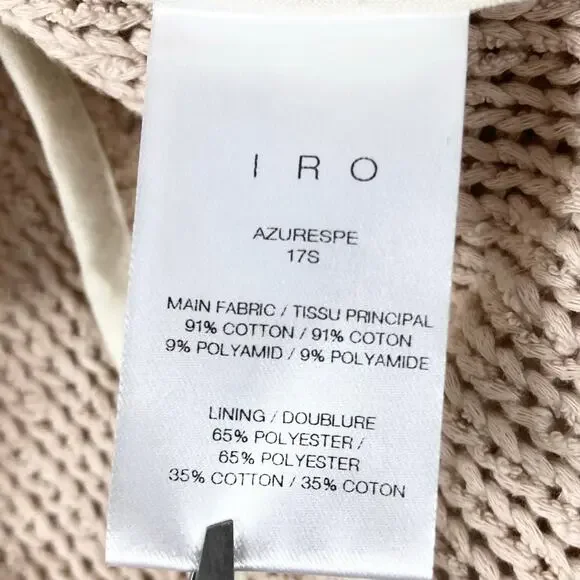 IRO
AZURESPE
17S
MAIN FABRIC / TISSU PRINCIPAL
91% COTTON / 91% COTON
9% POLYAMID / 9% POLYAMIDE
LINING / DOUBLURE
65% POLYESTER /
65% POLYESTER
35% COTTON / 35% COTON